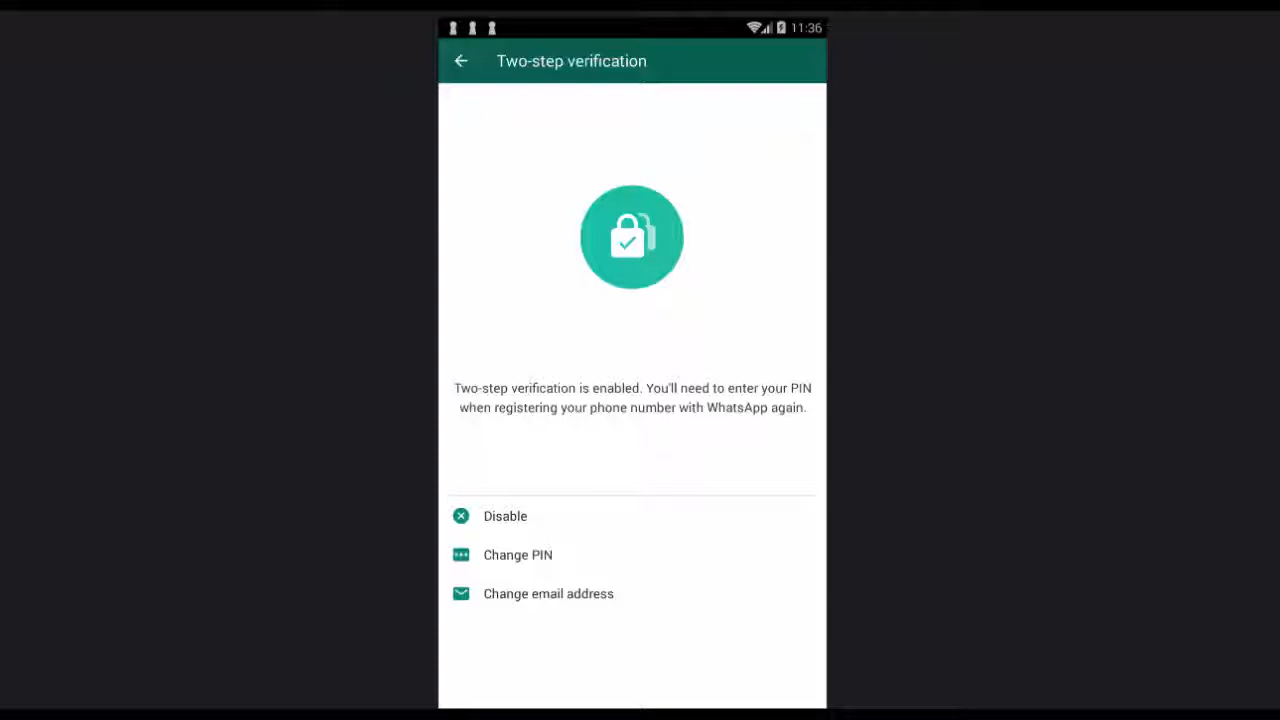 11:36
Two-step verification
Two-step verification is enabled. You'll need to enter your PIN
when registering your phone number with WhatsApp again.
Disable
Change PIN
Change email address